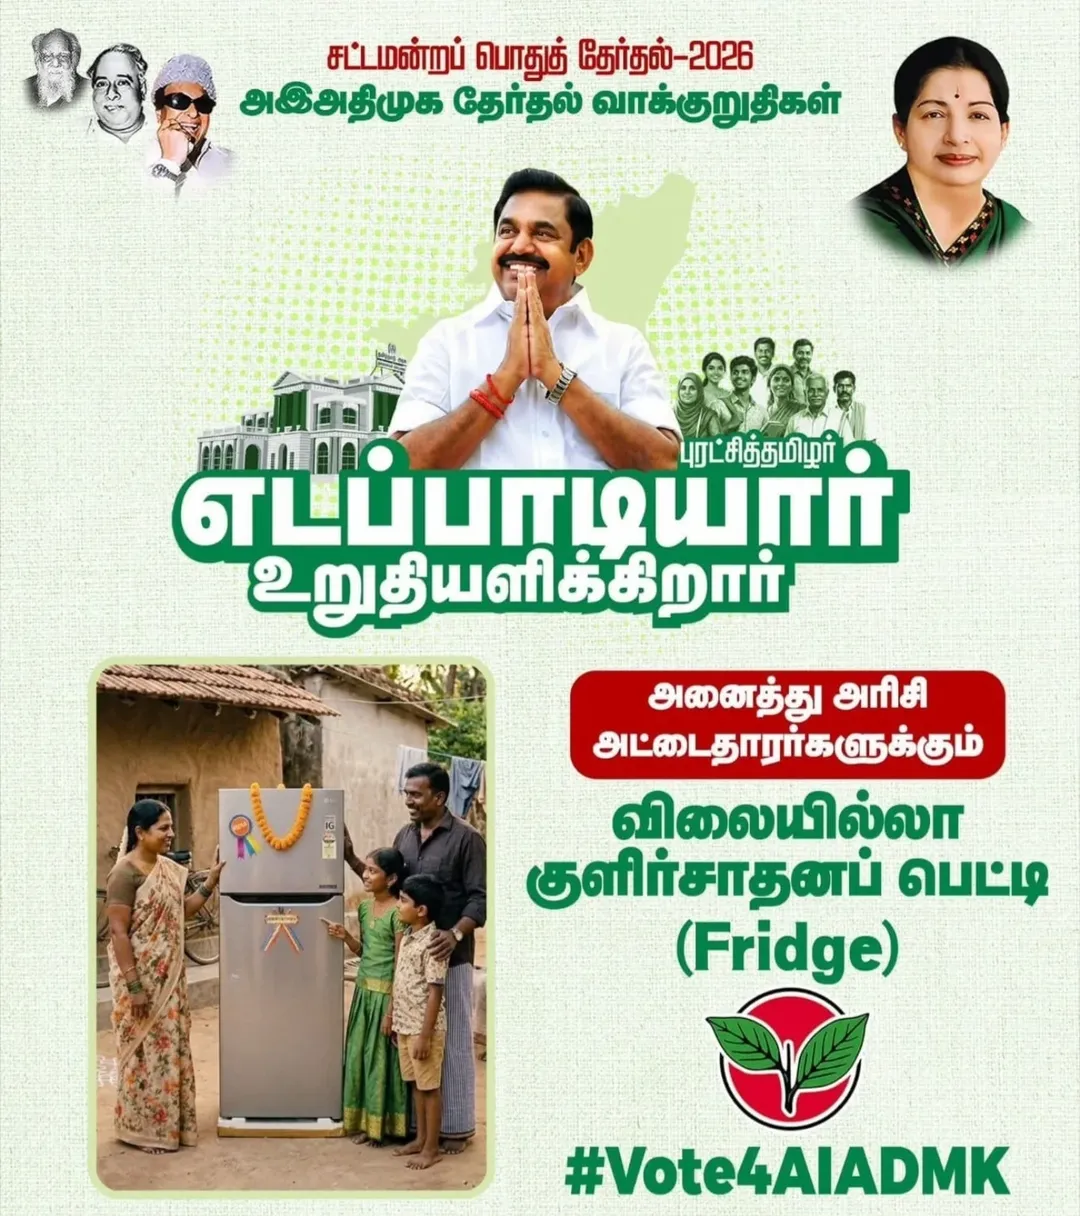 சட்டமன்றப் பொதுத் தேர்தல்-2026
அஇஅதிமுக தேர்தல் வாக்குறுதிகள்
புரட்சித்தமிழர்
எடப்பாடியார்
உறுதியளிக்கிறார்
அனைத்து அரிசி
அட்டைதாரர்களுக்கும்
விலையில்லா
குளிர்சாதனப் பெட்டி
(Fridge)
#Vote4AIADMK